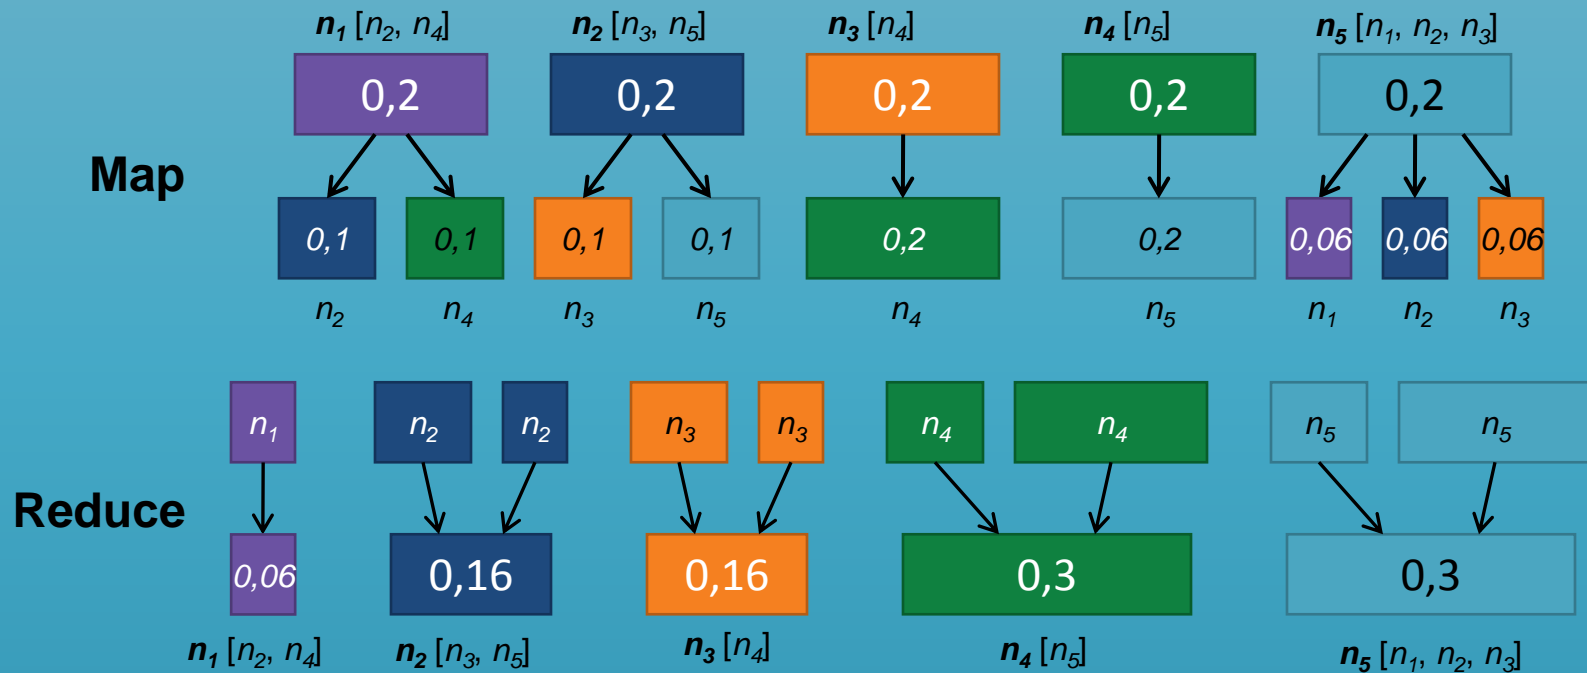 n1 [n2, n4] n2 [n3, n5] n3 [n4] n4 [n5] n5 [n1, n2, n3]
0,2 0,2 0,2 0,2 0,2
Map
0,1 0,1 0,1 0,1 0,2 0,2 0,06 0,06 0,06
n2 n4 n3 n5 n4 n5 n1 n2 n3
n1 n2 n2 n3 n3 n4 n4 n5 n5
Reduce
0,06 0,16 0,16 0,3 0,3
n1 [n2, n4] n2 [n3, n5] n3 [n4] n4 [n5] n5 [n1, n2, n3]